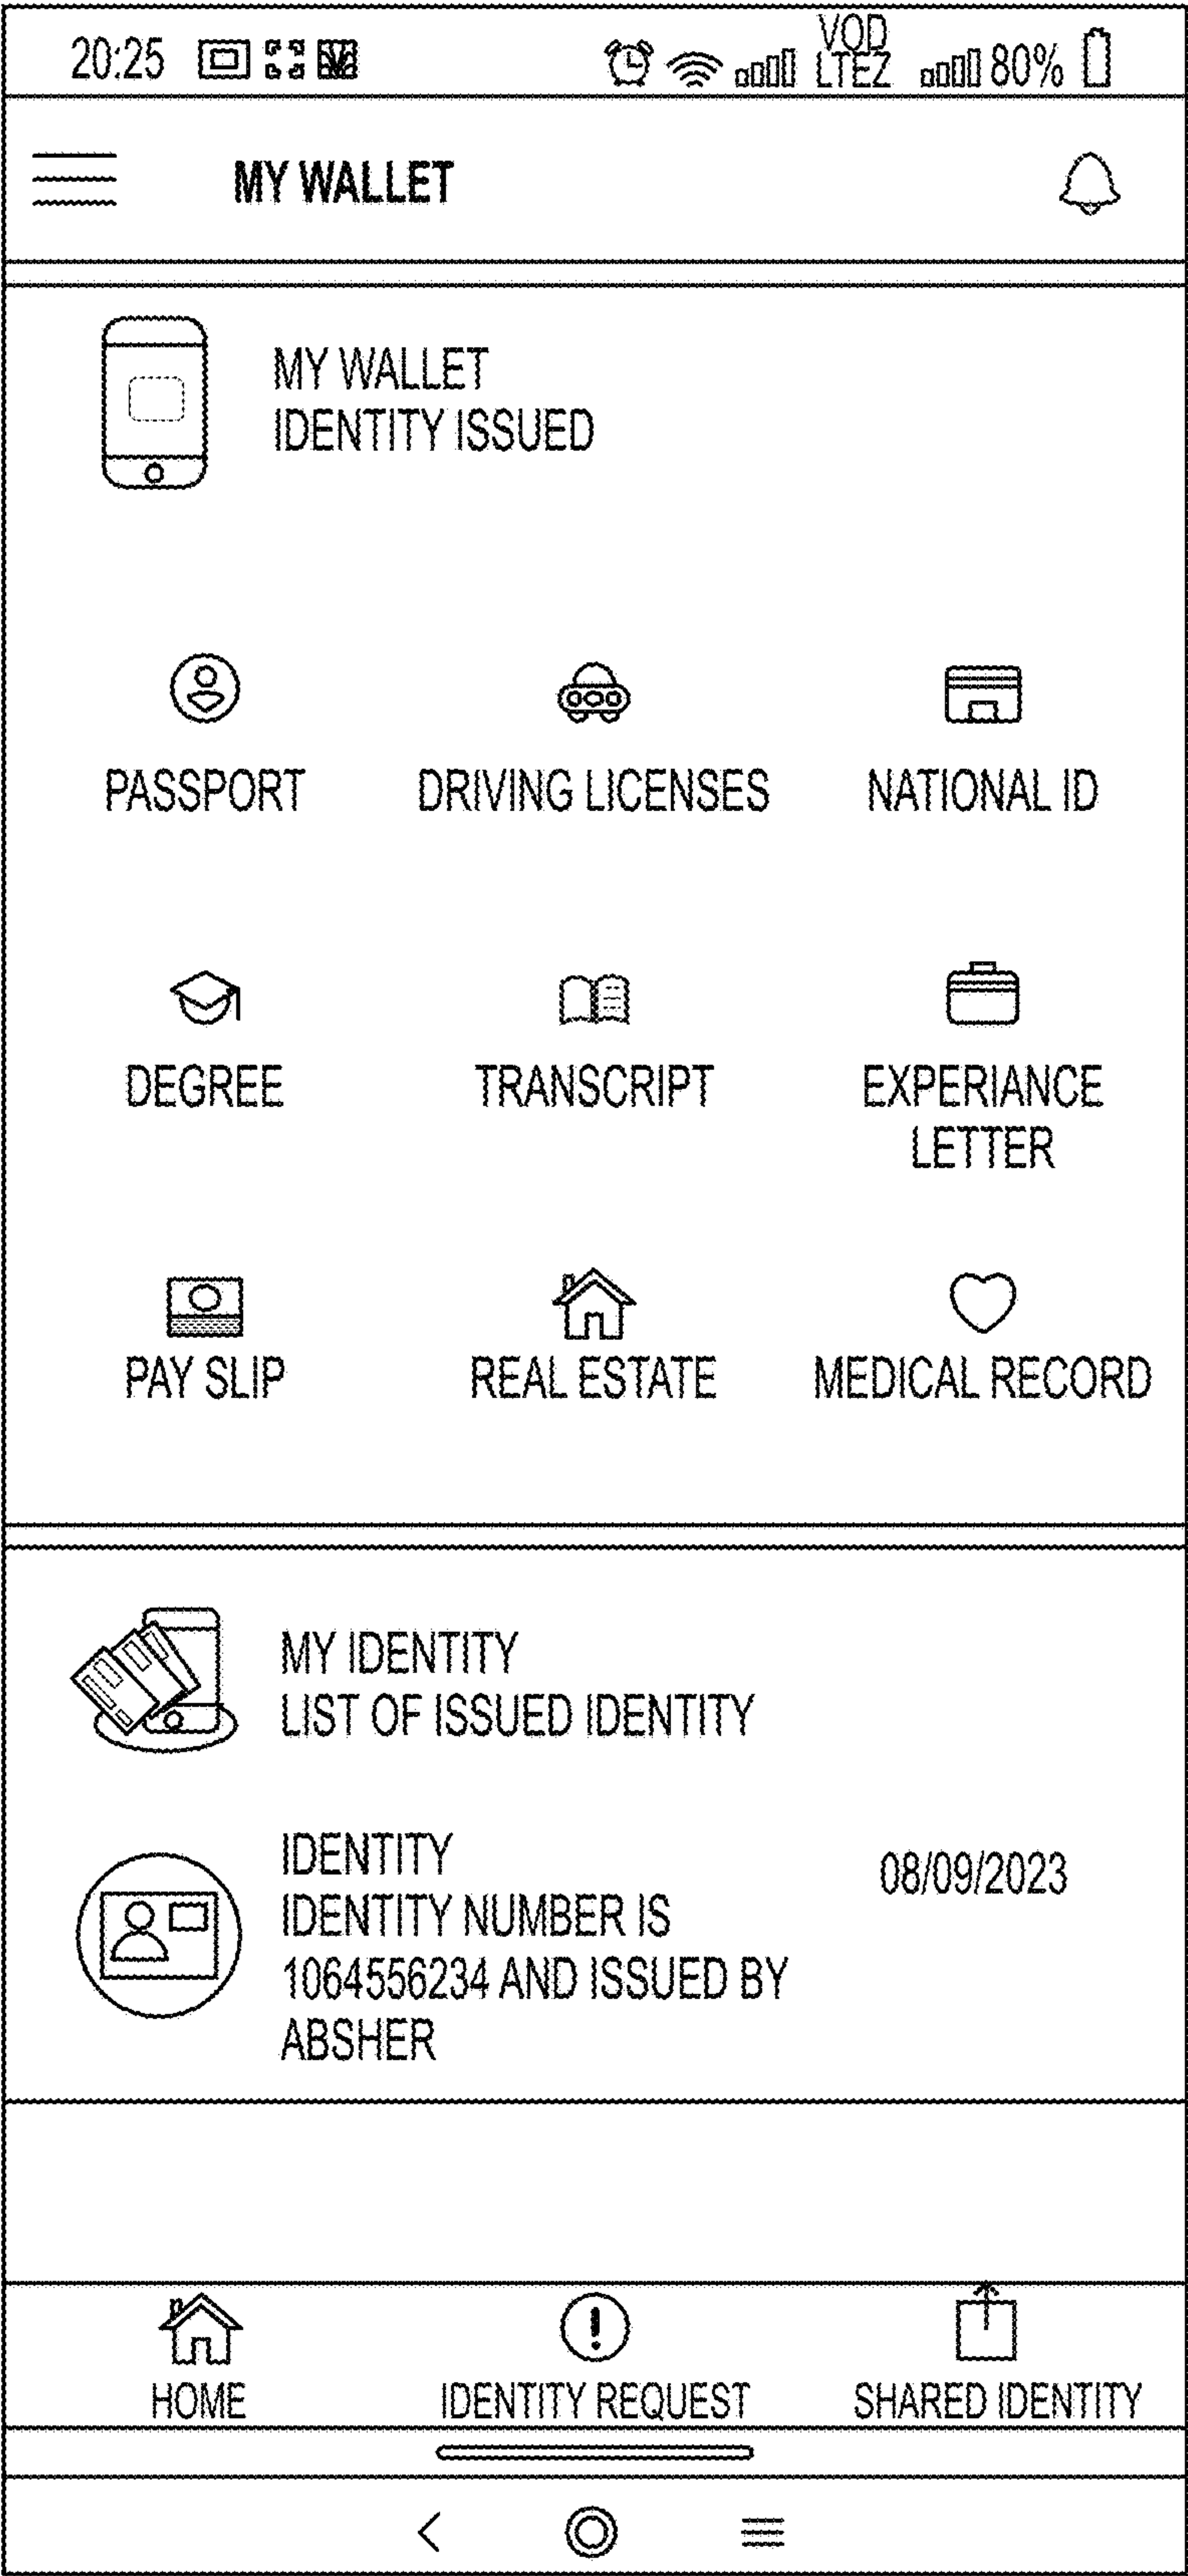 20:25 VOD 80%
LTEZ
MY WALLET
MY WALLET
IDENTITY ISSUED
PASSPORT DRIVING LICENSES NATIONAL ID
DEGREE TRANSCRIPT EXPERIANCE
LETTER
PAY SLIP REAL ESTATE MEDICAL RECORD
MY IDENTITY
LIST OF ISSUED IDENTITY
IDENTITY 08/09/2023
IDENTITY NUMBER IS
1064556234 AND ISSUED BY
ABSHER
HOME IDENTITY REQUEST SHARED IDENTITY